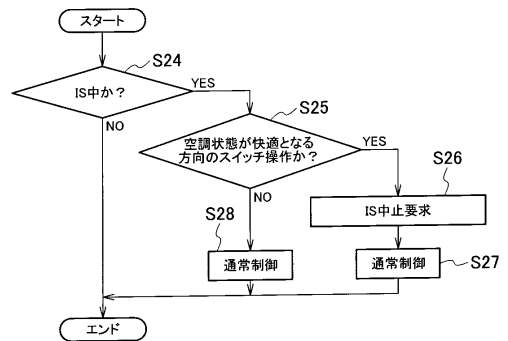 スタート
S24
IS中か？
YES
NO
S25
空調状態が快適となる
方向のスイッチ操作か？
YES
NO
S26
IS中止要求
S28
通常制御
通常制御
S27
エンド